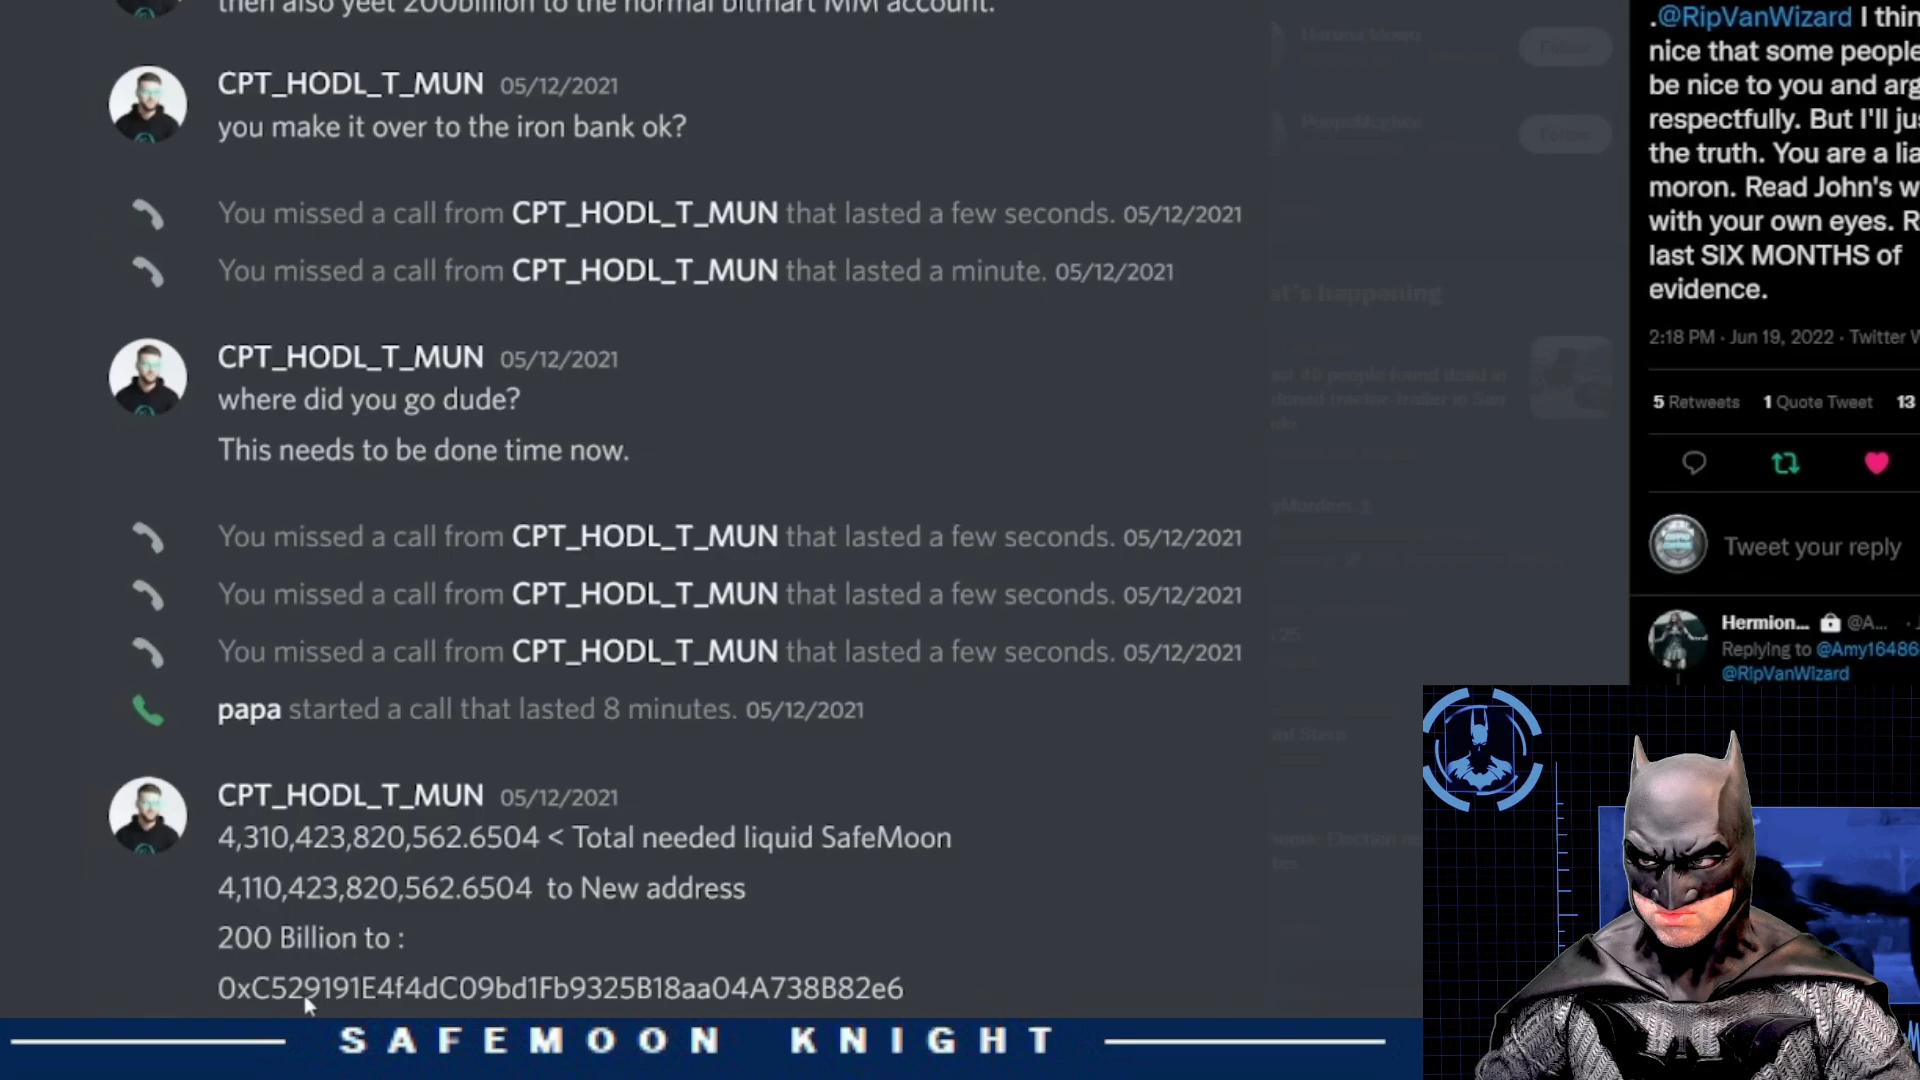 then also yeet 200billion to the normal bitmart MM account.
CPT_HODL_T_MUN 05/12/2021
you make it over to the iron bank ok?
You missed a call from CPT_HODL_T_MUN that lasted a few seconds. 05/12/2021
You missed a call from CPT_HODL_T_MUN that lasted a minute. 05/12/2021
CPT_HODL_T_MUN 05/12/2021
where did you go dude?
This needs to be done time now.
You missed a call from CPT_HODL_T_MUN that lasted a few seconds. 05/12/2021
You missed a call from CPT_HODL_T_MUN that lasted a few seconds. 05/12/2021
You missed a call from CPT_HODL_T_MUN that lasted a few seconds. 05/12/2021
papa started a call that lasted 8 minutes. 05/12/2021
CPT_HODL_T_MUN 05/12/2021
4,310,423,820,562.6504 < Total needed liquid SafeMoon
4,110,423,820,562.6504 to New address
200 Billion to :
0xC529191E4f4dC09bd1Fb9325B18aa04A738B82e6
SAFEMOON KNIGHT
Follow
Follow
at's happening
.@RipVanWizard I thin
nice that some people
be nice to you and arg
respectfully. But I'll jus
the truth. You are a lia
moron. Read John's w
with your own eyes. R
last SIX MONTHS of
evidence.
2:18 PM · Jun 19, 2022 · Twitter W
5 Retweets 1 Quote Tweet 13
Tweet your reply
Hermion... @A... ·
Replying to @Amy16486
@RipVanWizard